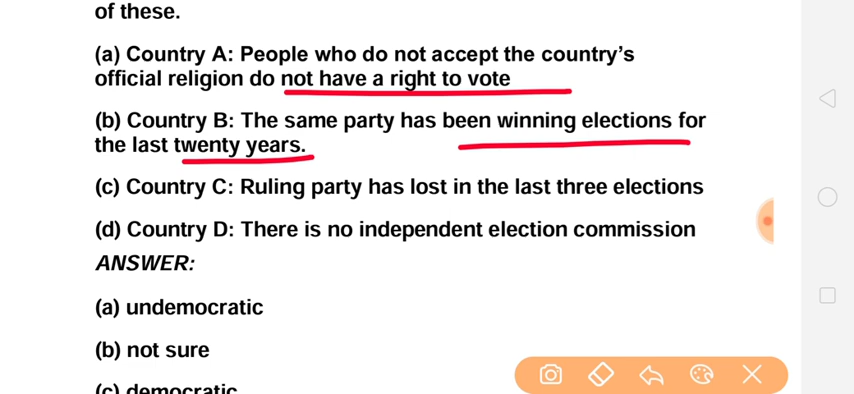 of these.
(a) Country A: People who do not accept the country's
official religion do not have a right to vote
(b) Country B: The same party has been winning elections for
the last twenty years.
(c) Country C: Ruling party has lost in the last three elections
(d) Country D: There is no independent election commission
ANSWER:
(a) undemocratic
(b) not sure
(c) democratic